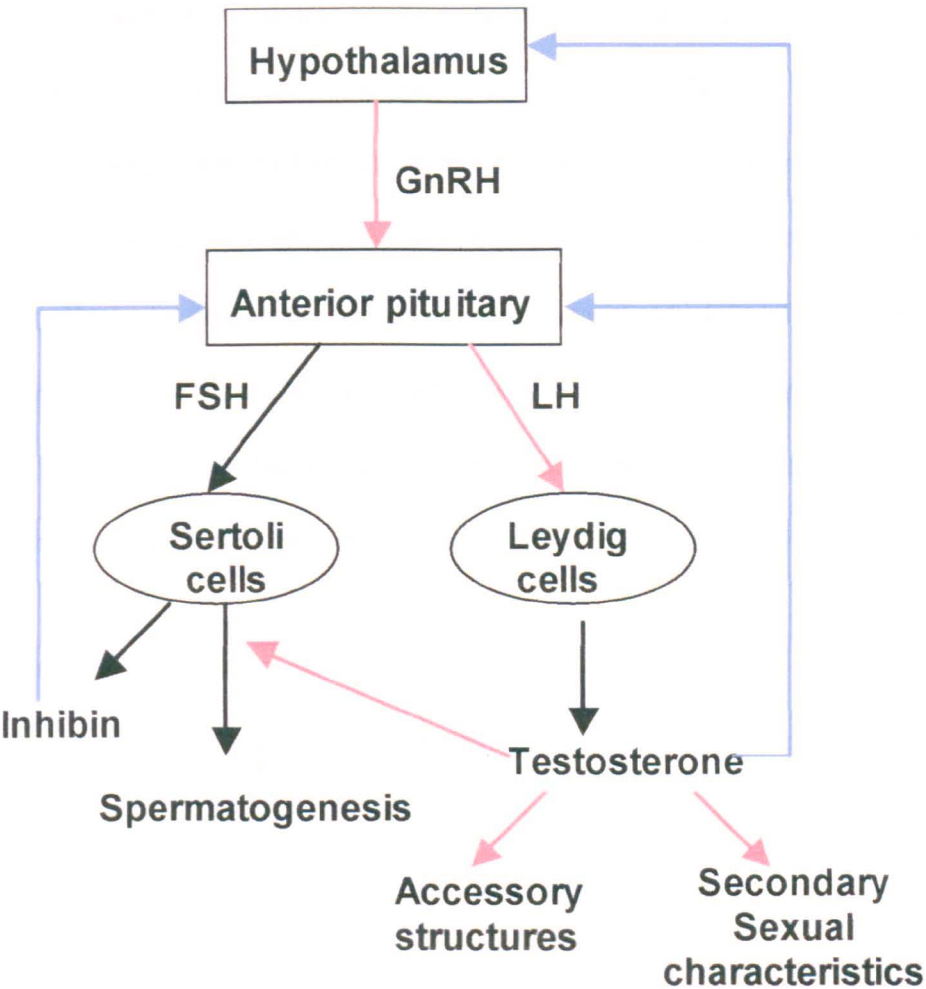 Hypothalamus
GnRH
Anterior pituitary
FSH
LH
Sertoli
cells
Leydig
cells
Inhibin
Testosterone
Spermatogenesis
Accessory
structures
Secondary
Sexual
characteristics